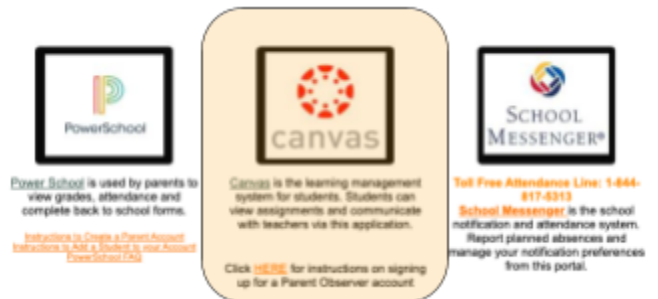 PowerSchool
Power School is used by parents to
view grades, attendance and
complete back to school forms.
Instructions to Create a Parent Account
Instructions to Add a Student to your Account
PowerSchool FAQ
canvas
Canvas is the learning management
system for students. Students can
view assignments and communicate
with teachers via this application.
Click HERE for instructions on signing
up for a Parent Observer account
SCHOOL
MESSENGER®
Toll Free Attendance Line: 1-844-
817-5313
School Messenger is the school
notification and attendance system.
Report planned absences and
manage your notification preferences
from this portal.